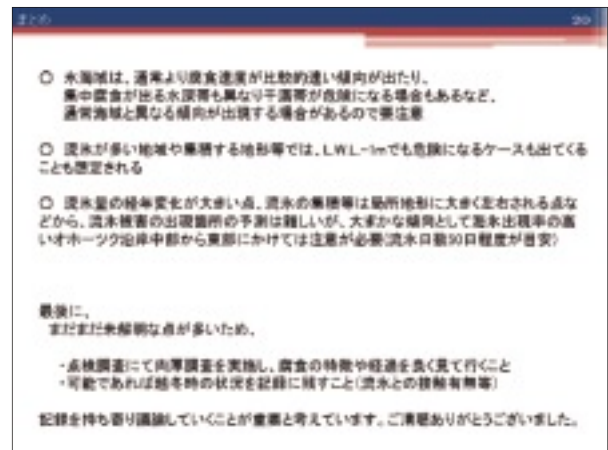 まとめ
20
○ 氷海域は、通常より腐食速度が比較的速い傾向が出たり、
集中腐食が出る水深帯も異なり干満帯が危険になる場合もあるなど、
通常海域と異なる傾向が出現する場合があるので要注意
○ 流氷が多い地域や集積する地形等では、L.W.L-1mでも危険になるケースも出てくる
ことも想定される
○ 流氷量の経年変化が大きい点、流氷の集積等は局所地形に大きく左右される点な
どから、流氷被害の出現箇所の予測は難しいが、大まかな傾向として流氷出現率の高
いオホーツク沿岸中部から東部にかけては注意が必要(流氷日数50日程度が目安)
最後に、
まだまだ未解明な点が多いため、
・点検調査にて肉厚調査を実施し、腐食の特徴や経過を良く見て行くこと
・可能であれば越冬時の状況を記録に残すこと(流氷との接触有無等)
記録を持ち寄り議論していくことが重要と考えています。ご清聴ありがとうございました。